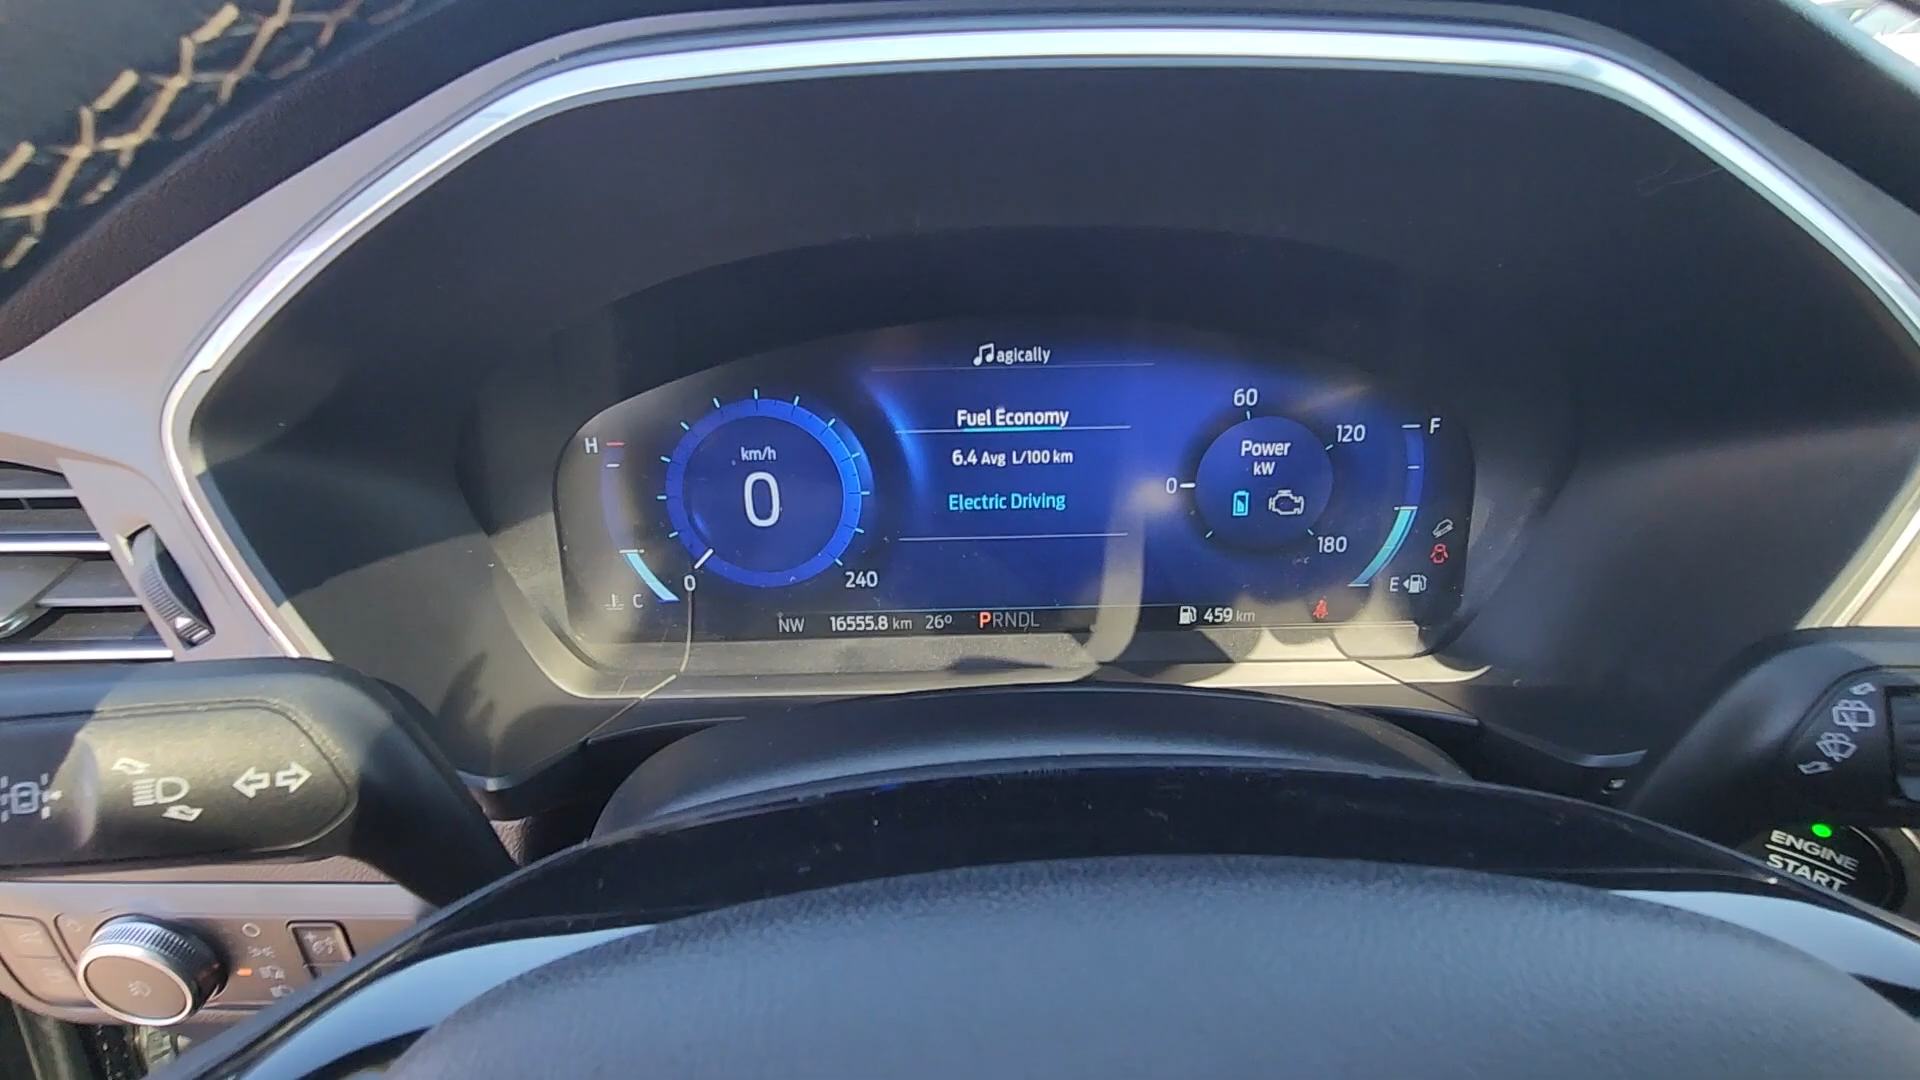 agically
Fuel Economy
6.4 Avg L/100 km
Electric Driving
H
C
km/h
0
0
240
60
120
180
0
Power
kW
F
E
NW 16555.8 km 26° PRNDL 459 km
ENGINE
START